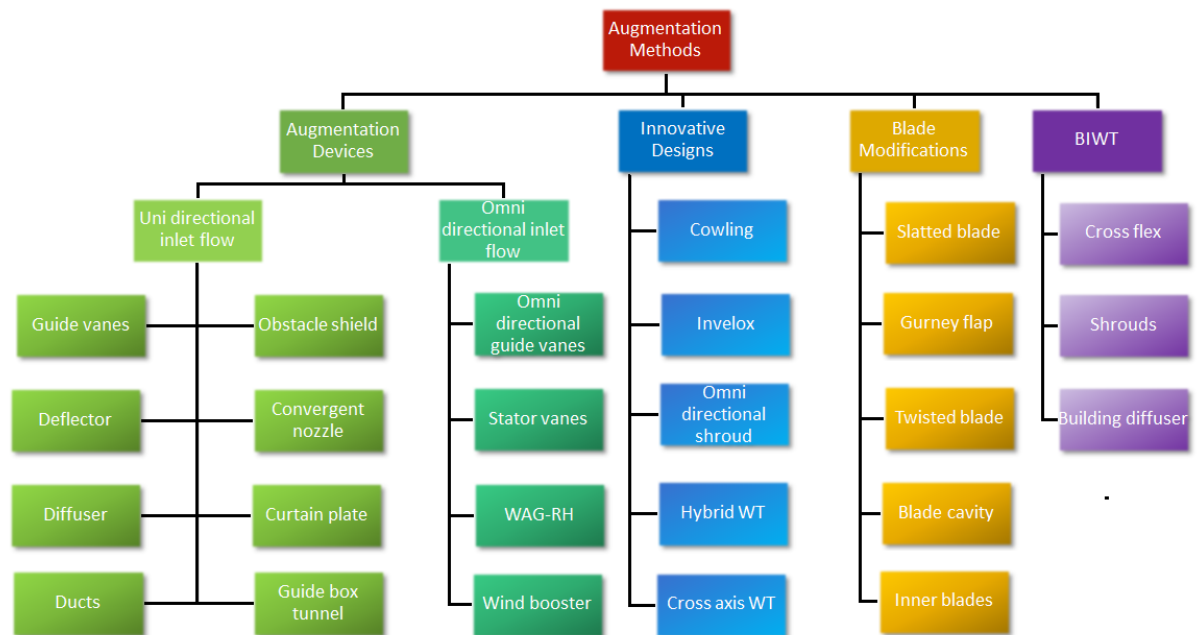 Augmentation
Methods
Augmentation
Devices
Innovative
Designs
Blade
Modifications
BIWT
Uni directional
inlet flow
Omni
directional inlet
flow
Guide vanes
Obstacle shield
Deflector
Convergent
nozzle
Diffuser
Curtain plate
Ducts
Guide box
tunnel
Omni
directional
guide vanes
Stator vanes
WAG-RH
Wind booster
Cowling
Invelox
Omni
directional
shroud
Hybrid WT
Cross axis WT
Slatted blade
Gurney flap
Twisted blade
Blade cavity
Inner blades
Cross flex
Shrouds
Building diffuser